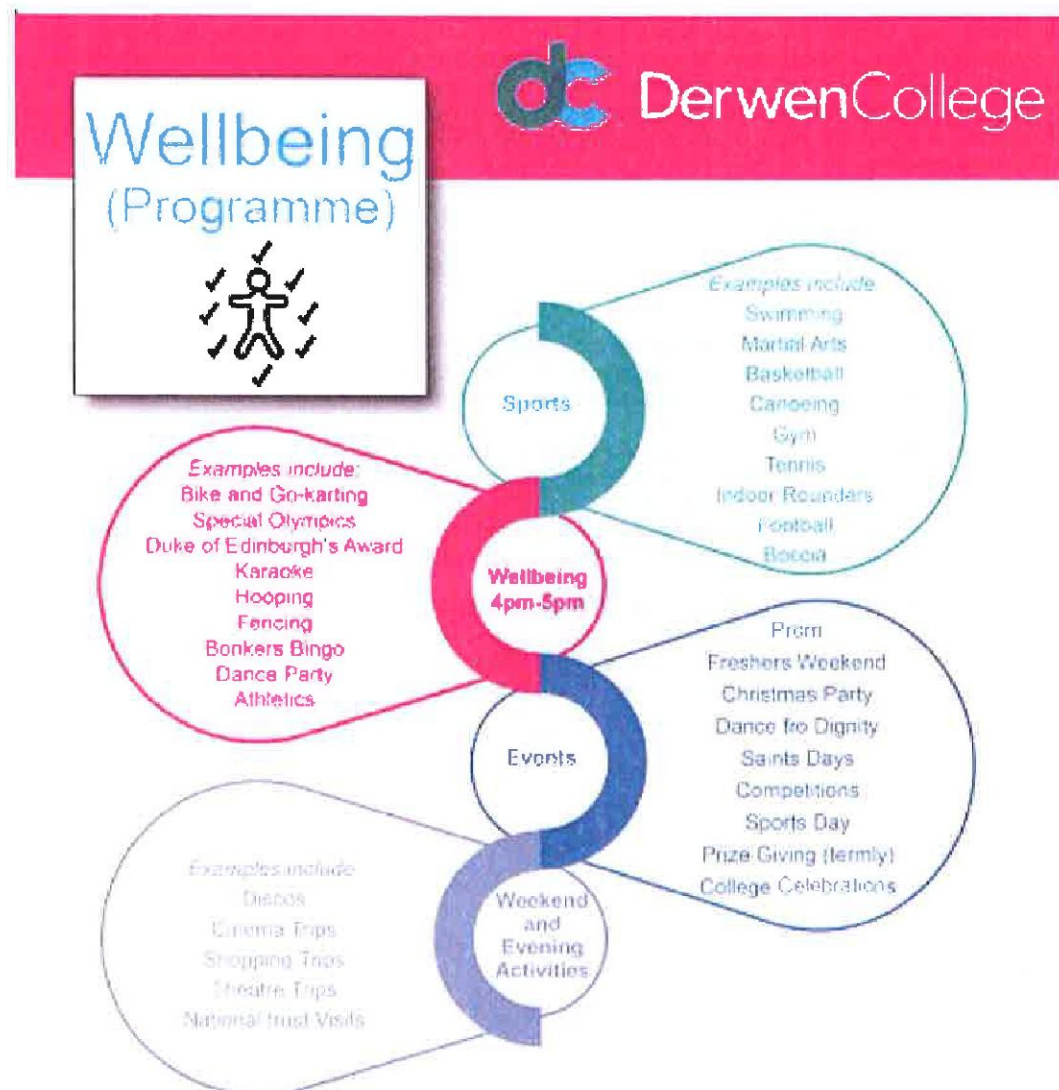 dc DerwenCollege
Wellbeing
(Programme)
Examples include
Swimming
Martial Arts
Basketball
Canoeing
Gym
Tennis
Indoor Rounders
Football
Boccia
Sports
Examples include:
Bike and Go-karting
Special Olympics
Duke of Edinburgh's Award
Karaoke
Hooping
Fencing
Bonkers Bingo
Dance Party
Athletics
Wellbeing
4pm-5pm
Prom
Freshers Weekend
Christmas Party
Dance fro Dignity
Saints Days
Competitions
Sports Day
Prize Giving (termly)
College Celebrations
Events
Examples include
Discos
Cinema Trips
Shopping Trips
Theatre Trips
National trust Visits
Weekend
and
Evening
Activities